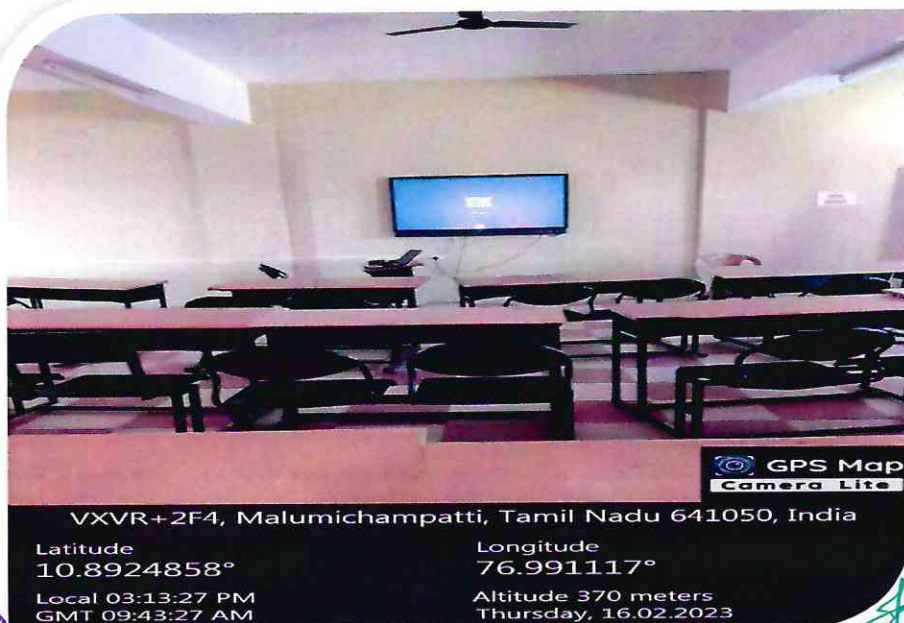 GPS Map
Camera Lite
VXVR+2F4, Malumichampatti, Tamil Nadu 641050, India
Latitude
10.8924858°
Longitude
76.991117°
Local 03:13:27 PM
GMT 09:43:27 AM
Altitude 370 meters
Thursday, 16.02.2023